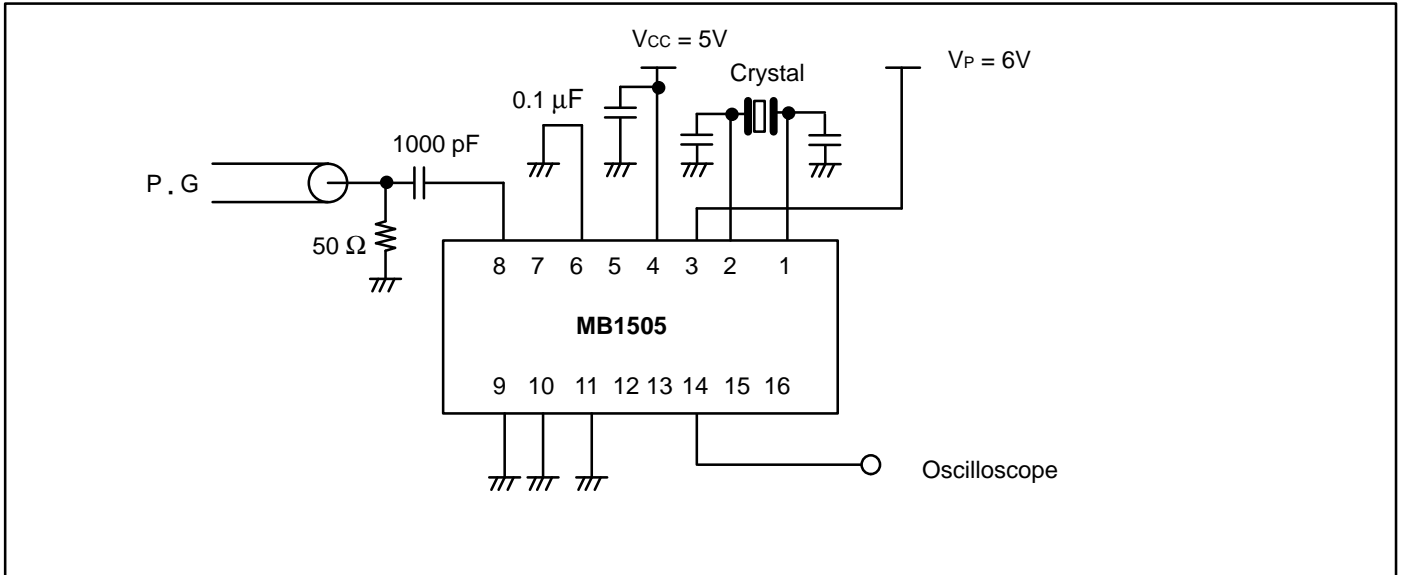 VCC = 5V
VP = 6V
Crystal
0.1 μF
1000 pF
P . G
50 Ω
8 7 6 5 4 3 2 1
MB1505
9 10 11 12 13 14 15 16
Oscilloscope